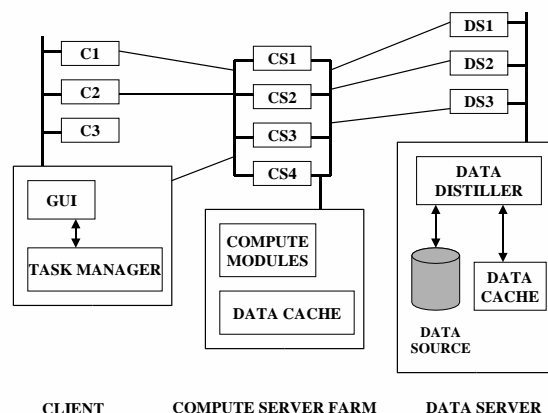 C1
C2
C3
GUI
TASK MANAGER
CLIENT
CS1
CS2
CS3
CS4
COMPUTE
MODULES
DATA CACHE
COMPUTE SERVER FARM
DS1
DS2
DS3
DATA
DISTILLER
DATA
SOURCE
DATA
CACHE
DATA SERVER